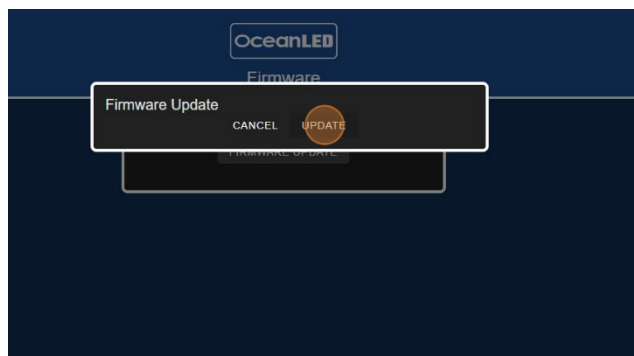 OceanLED
Firmware
Firmware Update
CANCEL UPDATE
FIRMWARE UPDATE